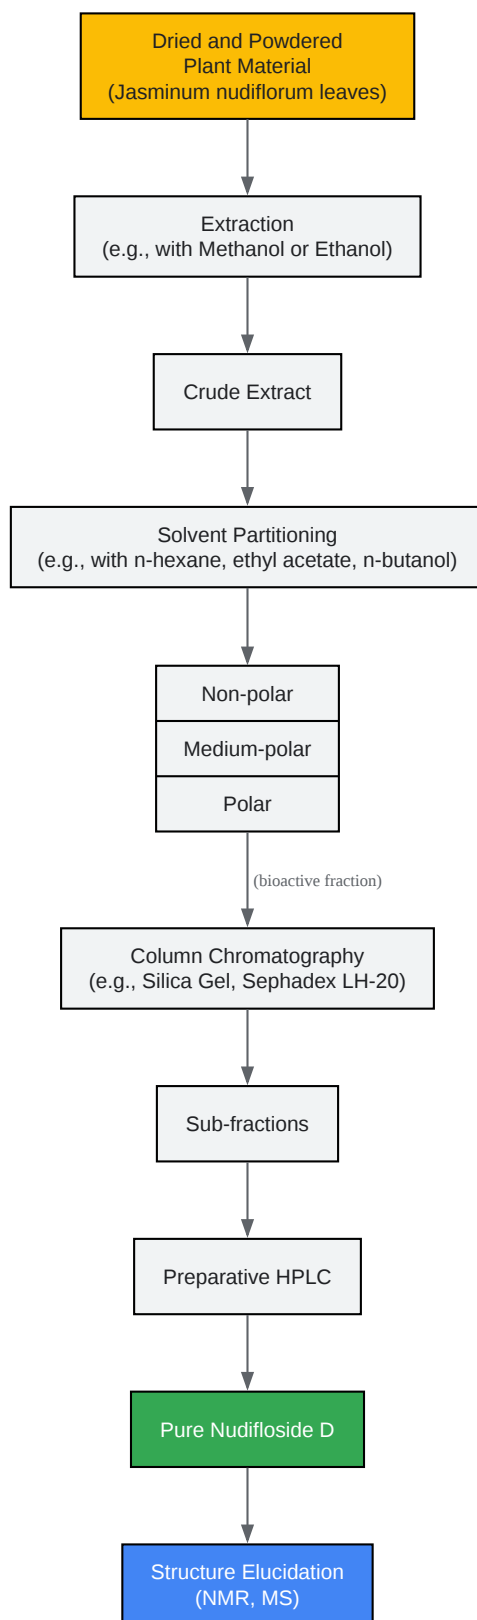 Dried and Powdered
Plant Material
(Jasminum nudiflorum leaves)
Extraction
(e.g., with Methanol or Ethanol)
Crude Extract
Solvent Partitioning
(e.g., with n-hexane, ethyl acetate, n-butanol)
Non-polar
Medium-polar
Polar
(bioactive fraction)
Column Chromatography
(e.g., Silica Gel, Sephadex LH-20)
Sub-fractions
Preparative HPLC
Pure Nudifloside D
Structure Elucidation
(NMR, MS)